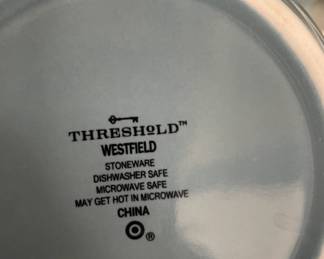 THRESHOLD™
WESTFIELD
STONEWARE
DISHWASHER SAFE
MICROWAVE SAFE
MAY GET HOT IN MICROWAVE
CHINA
®